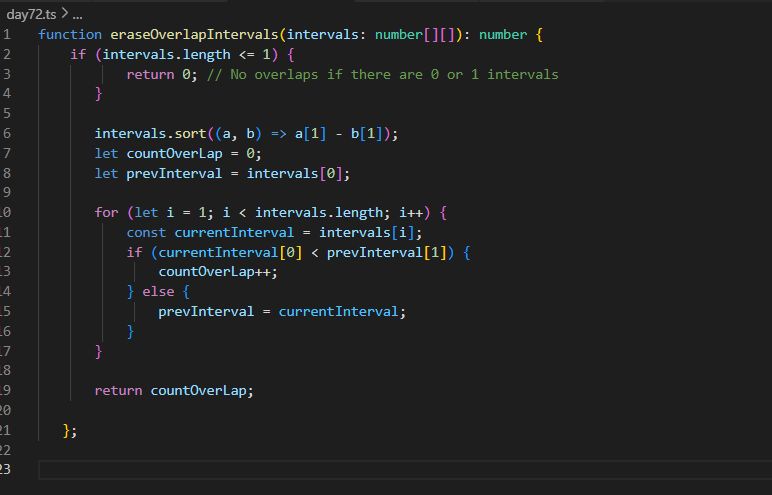 day72.ts > ...
1 function eraseOverlapIntervals(intervals: number[][]): number {
2 if (intervals.length <= 1) {
3 return 0; // No overlaps if there are 0 or 1 intervals
4 }
5
6 intervals.sort((a, b) => a[1] - b[1]);
7 let countOverLap = 0;
8 let prevInterval = intervals[0];
9
10 for (let i = 1; i < intervals.length; i++) {
11 const currentInterval = intervals[i];
12 if (currentInterval[0] < prevInterval[1]) {
13 countOverLap++;
14 } else {
15 prevInterval = currentInterval;
16 }
17 }
18
19 return countOverLap;
20
21 };
22
23